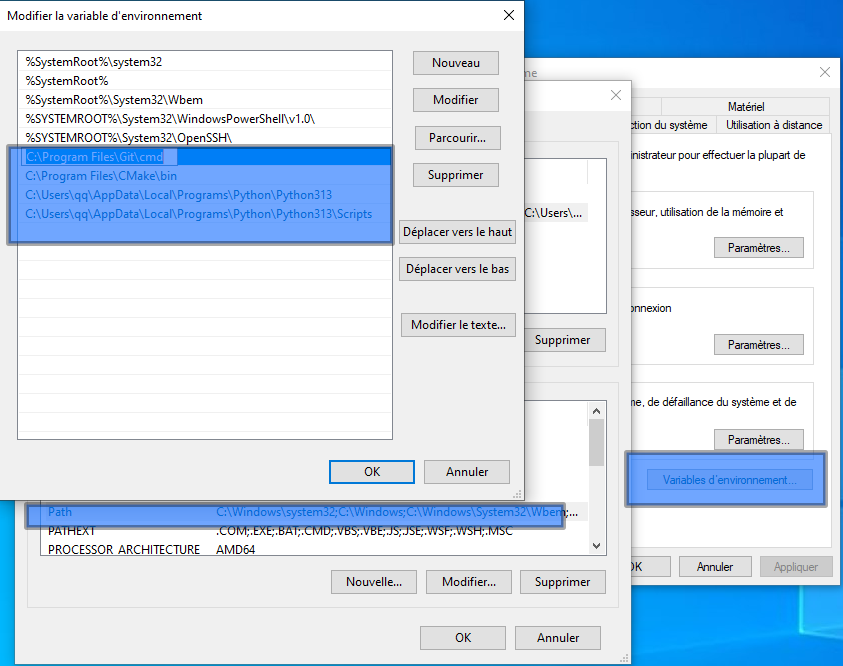 Modifier la variable d'environnement
%SystemRoot%\system32
%SystemRoot%
%SystemRoot%\System32\Wbem
%SYSTEMROOT%\System32\WindowsPowerShell\v1.0\
%SYSTEMROOT%\System32\OpenSSH\
C:\Program Files\Git\cmd
C:\Program Files\CMake\bin
C:\Users\qq\AppData\Local\Programs\Python\Python313
C:\Users\qq\AppData\Local\Programs\Python\Python313\Scripts
Nouveau
Modifier
Parcourir...
Supprimer
Déplacer vers le haut
Déplacer vers le bas
Modifier le texte...
OK
Annuler
C:\Users\...
Supprimer
Path C:\Windows\system32;C:\Windows;C:\Windows\System32\Wbem;...
PATHEXT .COM;.EXE;.BAT;.CMD;.VBS;.VBE;.JS;.JSE;.WSF;.WSH;.MSC
PROCESSOR_ARCHITECTURE AMD64
Nouvelle...
Modifier...
Supprimer
OK
Annuler
me
Matériel
ction du système
Utilisation à distance
ninistrateur pour effectuer la plupart de
sseur, utilisation de la mémoire et
Paramètres...
onnexion
Paramètres...
me, de défaillance du système et de
Paramètres...
Variables d'environnement...
OK
Annuler
Appliquer